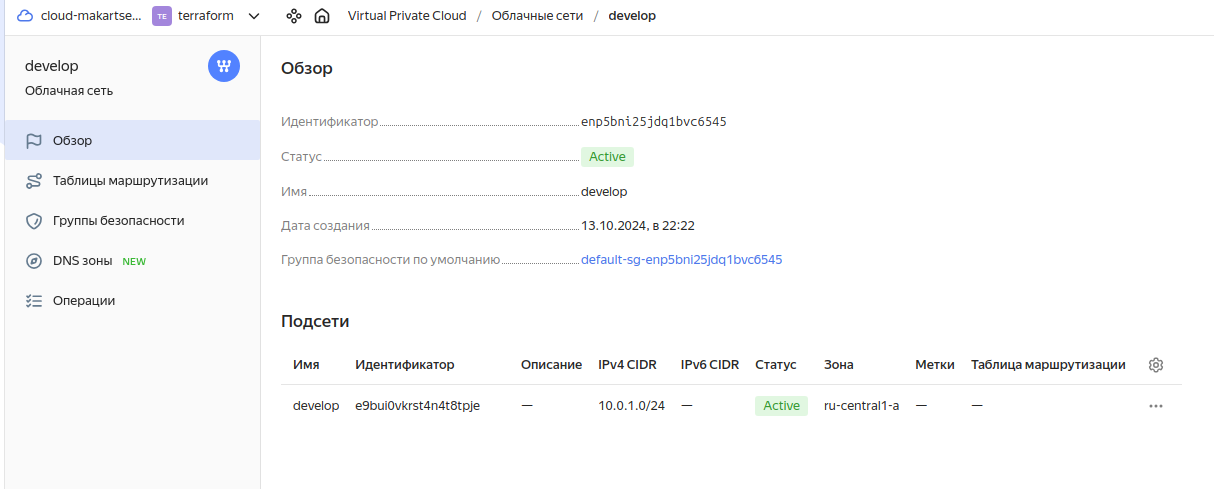 cloud-makartse... TE terraform Virtual Private Cloud / Облачные сети / develop
develop
Облачная сеть
Обзор
Таблицы маршрутизации
Группы безопасности
DNS зоны NEW
Операции
Обзор
Идентификатор enp5bni25jdq1bvc6545
Статус Active
Имя develop
Дата создания 13.10.2024, в 22:22
Группа безопасности по умолчанию default-sg-enp5bni25jdq1bvc6545
Подсети
Имя Идентификатор Описание IPv4 CIDR IPv6 CIDR Статус Зона Метки Таблица маршрутизации
develop e9bui0vkrst4n4t8tpje — 10.0.1.0/24 — Active ru-central1-a — —